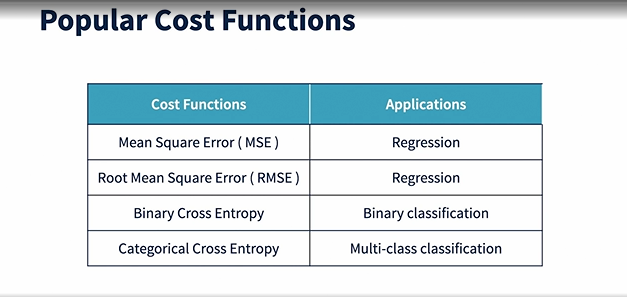 Popular Cost Functions
Cost Functions Applications
Mean Square Error ( MSE ) Regression
Root Mean Square Error ( RMSE ) Regression
Binary Cross Entropy Binary classification
Categorical Cross Entropy Multi-class classification